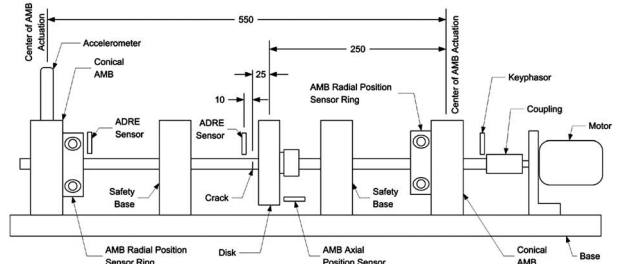 Center of AMB
Actuation
550
Accelerometer
Conical
AMB
250
25
10
Center of AMB Actuation
ADRE
Sensor
ADRE
Sensor
AMB Radial Position
Sensor Ring
Keyphasor
Coupling
Motor
Safety
Base
Crack
Safety
Base
AMB Radial Position
Sensor Ring
Disk
AMB Axial
Position Sensor
Conical
AMB
Base